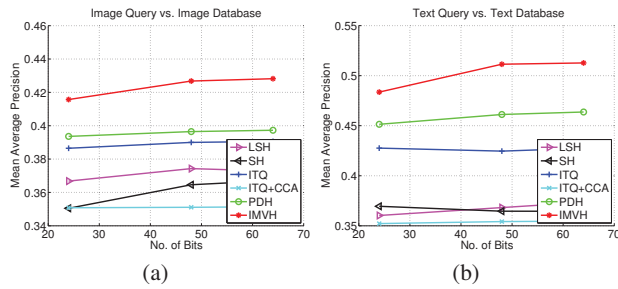 Image Query vs. Image Database
Mean Average Precision
0.46
0.44
0.42
0.4
0.38
0.36
0.34
20 30 40 50 60 70
No. of Bits
LSH
SH
ITQ
ITQ+CCA
PDH
IMVH
(a)
Text Query vs. Text Database
Mean Average Precision
0.55
0.5
0.45
0.4
0.35
20 30 40 50 60 70
No. of Bits
LSH
SH
ITQ
ITQ+CCA
PDH
IMVH
(b)